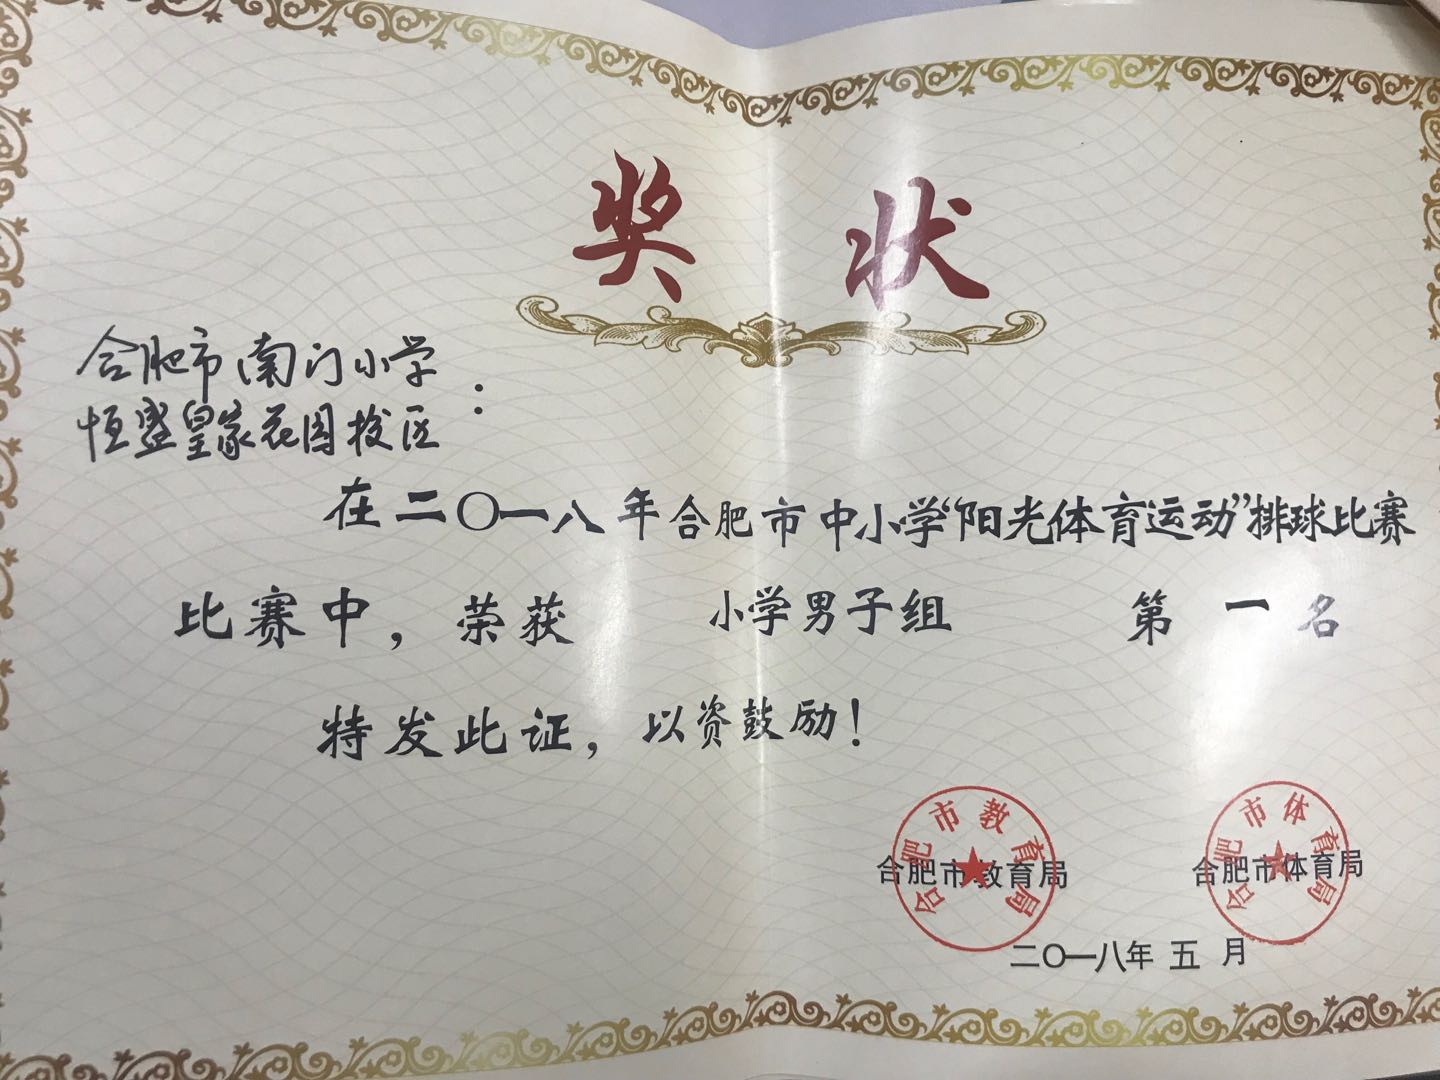 奖 状
合肥市南门小学
恒盛皇家花园校区:
在二〇一八年合肥市中小学“阳光体育运动”排球比赛
比赛中,荣获 小学男子组 第一名
特发此证,以资鼓励!
合肥市教育局
合肥市教育局
合肥市体育局
合肥市体育局
二〇一八年 五 月